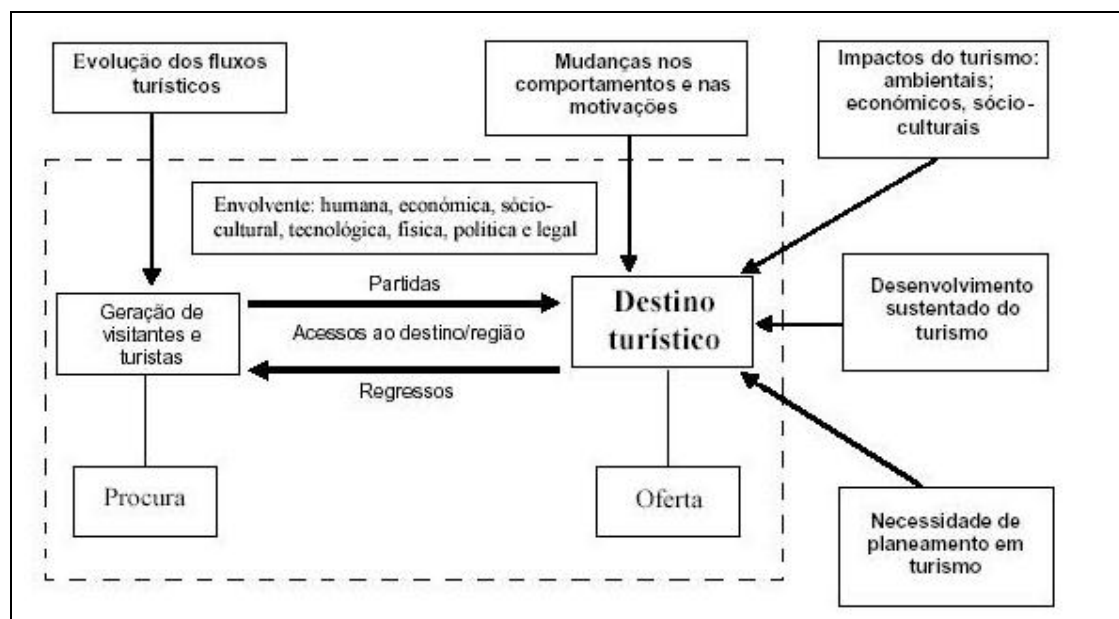 Evolução dos fluxos
turísticos
Mudanças nos
comportamentos e nas
motivações
Impactos do turismo:
ambientais;
económicos, sócio-
culturais
Envolvente: humana, económica, sócio-
cultural, tecnológica, física, politica e legal
Partidas
Geração de
visitantes e
turistas
Acessos ao destino/região
Regressos
Destino
turístico
Desenvolvimento
sustentado do
turismo
Procura
Oferta
Necessidade de
planeamento em
turismo